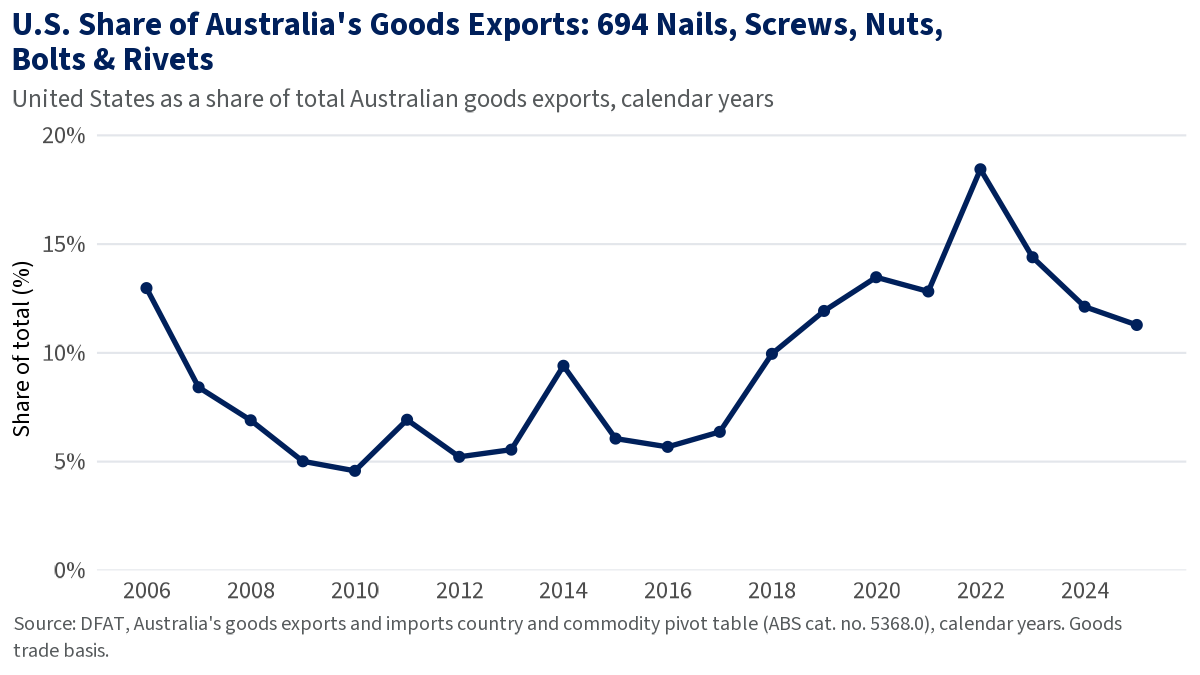 U.S. Share of Australia's Goods Exports: 694 Nails, Screws, Nuts,
Bolts & Rivets
United States as a share of total Australian goods exports, calendar years
20%
15%
10%
5%
0%
Share of total (%)
2006 2008 2010 2012 2014 2016 2018 2020 2022 2024
Source: DFAT, Australia's goods exports and imports country and commodity pivot table (ABS cat. no. 5368.0), calendar years. Goods
trade basis.